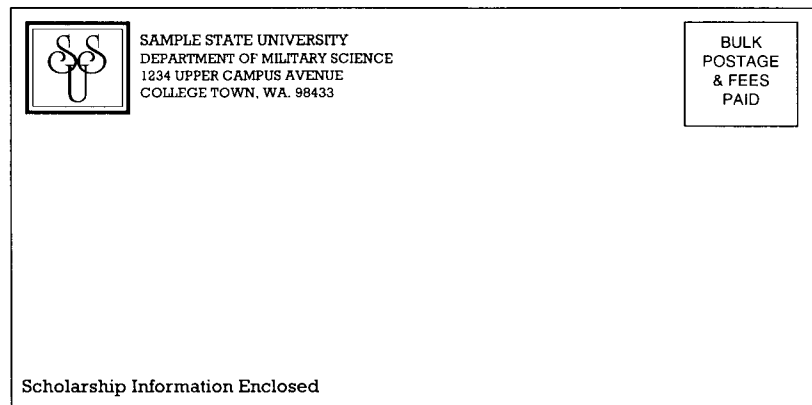 SSU
SAMPLE STATE UNIVERSITY
DEPARTMENT OF MILITARY SCIENCE
1234 UPPER CAMPUS AVENUE
COLLEGE TOWN, WA. 98433
BULK
POSTAGE
& FEES
PAID
Scholarship Information Enclosed